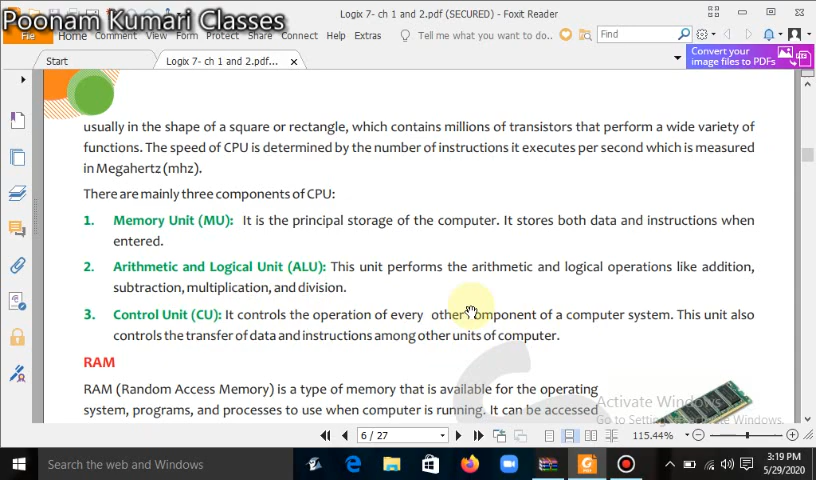 Poonam Kumari Classes
Logix 7- ch 1 and 2.pdf (SECURED) - Foxit Reader
File Home Comment View Form Protect Share Connect Help Extras Tell me what you want to do.. Find
Start Logix 7- ch 1 and 2.pdf... Convert your image files to PDFs
usually in the shape of a square or rectangle, which contains millions of transistors that perform a wide variety of
functions. The speed of CPU is determined by the number of instructions it executes per second which is measured
in Megahertz (mhz).
There are mainly three components of CPU:
1. Memory Unit (MU): It is the principal storage of the computer. It stores both data and instructions when
entered.
2. Arithmetic and Logical Unit (ALU): This unit performs the arithmetic and logical operations like addition,
subtraction, multiplication, and division.
3. Control Unit (CU): It controls the operation of every other component of a computer system. This unit also
controls the transfer of data and instructions among other units of computer.
RAM
RAM (Random Access Memory) is a type of memory that is available for the operating
system, programs, and processes to use when computer is running. It can be accessed
Activate Windows
Go to Settings to activate Windows.
6 / 27 115.44%
Search the web and Windows
3:19 PM
5/29/2020